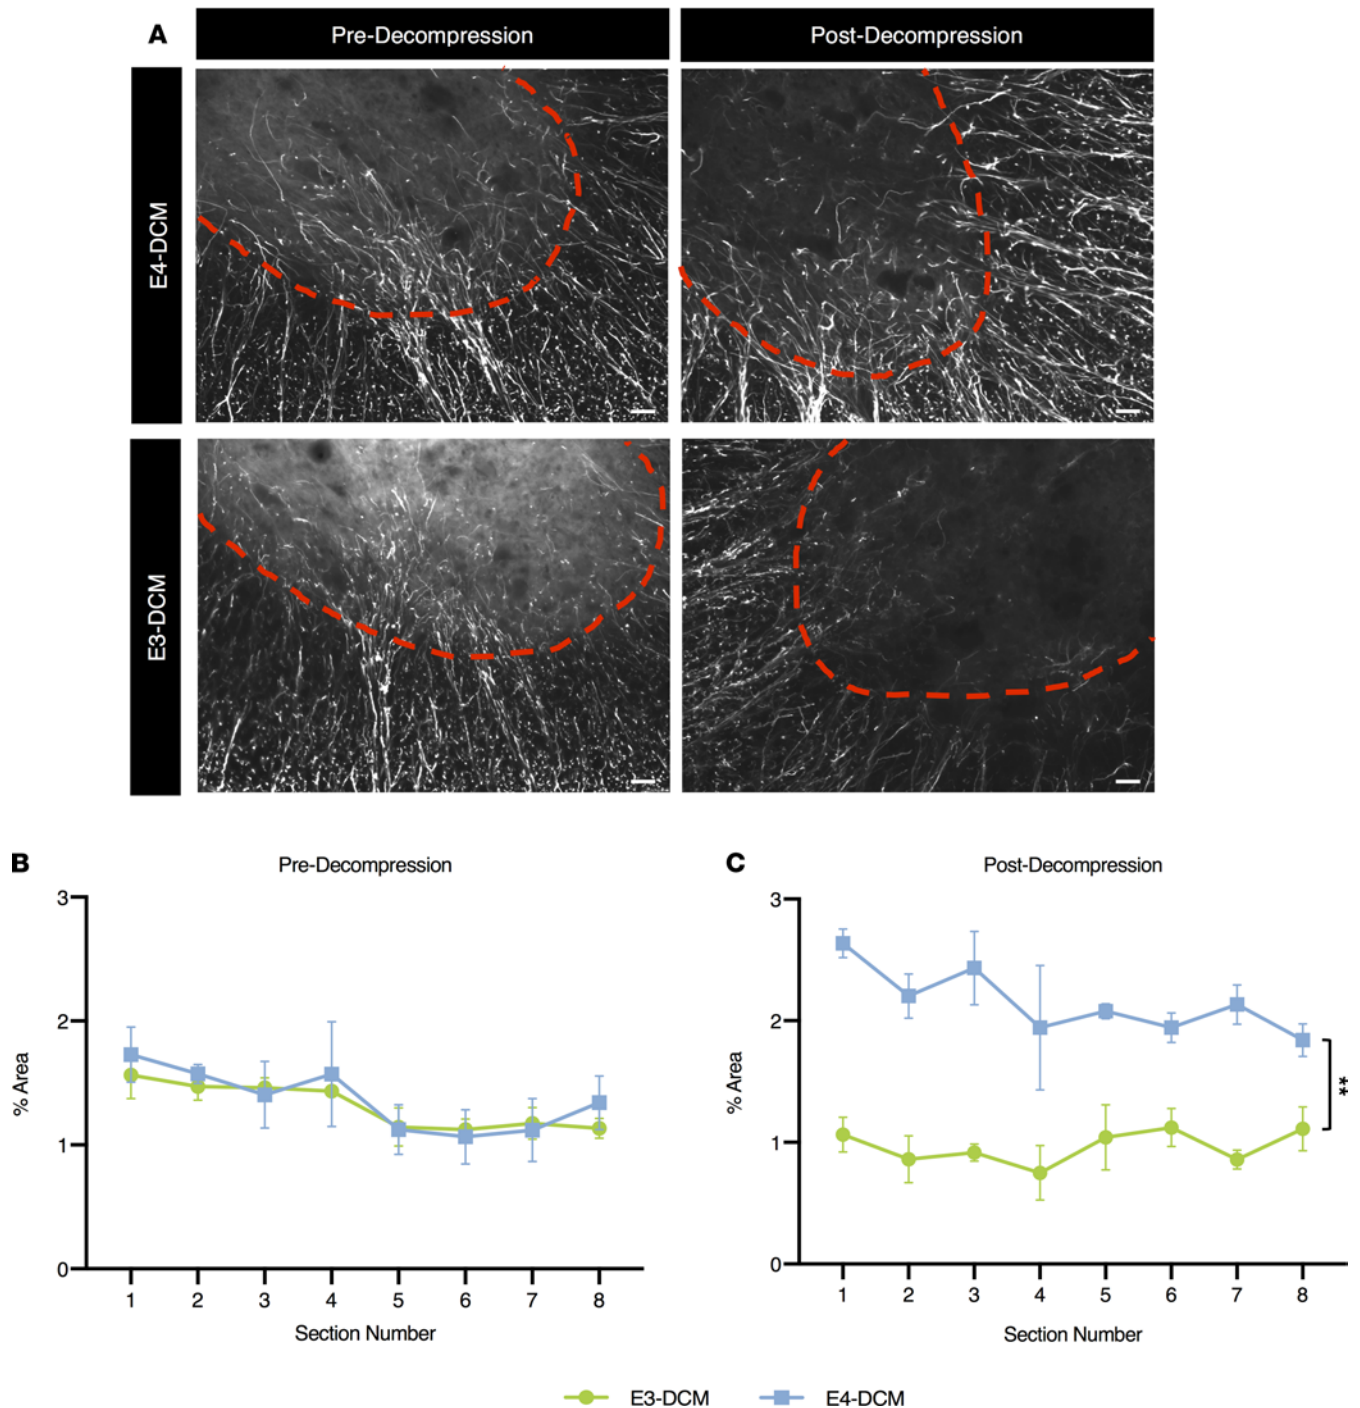 A
Pre-Decompression
Post-Decompression
E4-DCM
E3-DCM
B
Pre-Decompression
3
2
1
0
% Area
1 2 3 4 5 6 7 8
Section Number
C
Post-Decompression
3
2
1
0
% Area
**
1 2 3 4 5 6 7 8
Section Number
E3-DCM
E4-DCM